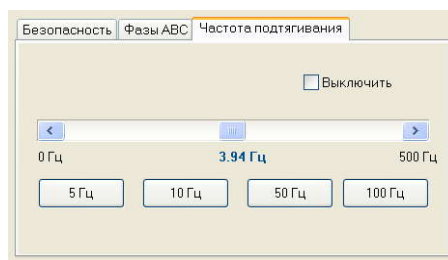 Безопасность Фазы АВС Частота подтягивания
Выключить
0 Гц 3.94 Гц 500 Гц
5 Гц 10 Гц 50 Гц 100 Гц